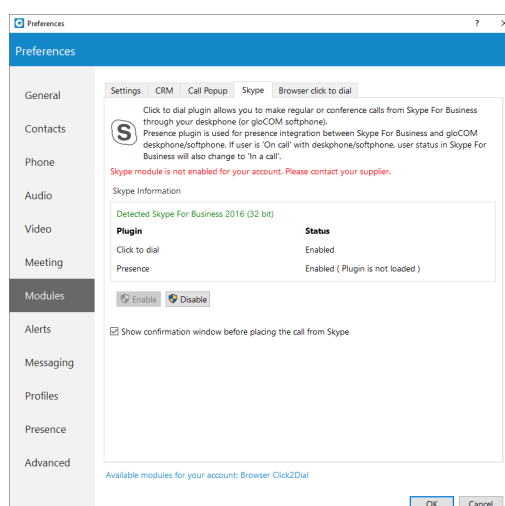 Preferences
?
Preferences
General
Contacts
Phone
Audio
Video
Meeting
Modules
Alerts
Messaging
Profiles
Presence
Advanced
Settings CRM Call Popup Skype Browser click to dial
Click to dial plugin allows you to make regular or conference calls from Skype For Business
through your deskphone (or gloCOM softphone).
Presence plugin is used for presence integration between Skype For Business and gloCOM
deskphone/softphone. If user is 'On call' with deskphone/softphone, user status in Skype For
Business will also change to 'In a call'.
Skype module is not enabled for your account. Please contact your supplier.
Skype Information
Detected Skype For Business 2016 (32 bit)
Plugin Status
Click to dial Enabled
Presence Enabled ( Plugin is not loaded )
Enable Disable
Show confirmation window before placing the call from Skype
Available modules for your account: Browser Click2Dial
OK Cancel